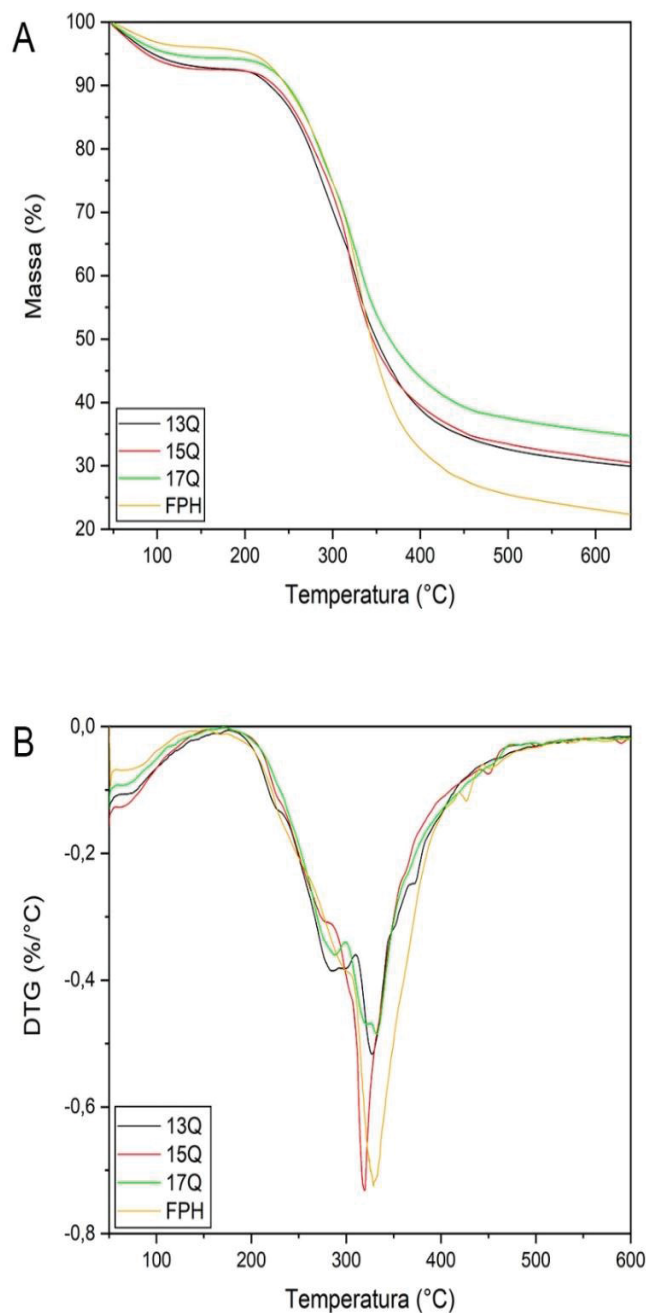 A
100
90
80
70
60
50
40
30
20
Massa (%)
13Q
15Q
17Q
FPH
100 200 300 400 500 600
Temperatura (°C)
B
0,0
-0,2
-0,4
-0,6
-0,8
DTG (%/°C)
13Q
15Q
17Q
FPH
100 200 300 400 500 600
Temperatura (°C)